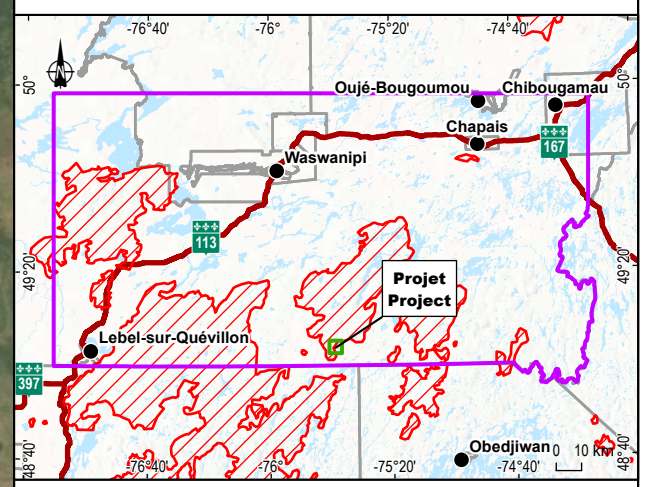 -76°40' -76° -75°20' -74°40'
50° 50°
Oujé-Bougoumou Chibougamau
Chapais
167
Waswanipi
113
49°20' 49°20'
Projet
Project
Lebel-sur-Quévillon
397
Obedjiwan
48°40' 48°40'
0 10 km
-76°40' -76° -75°20' -74°40'